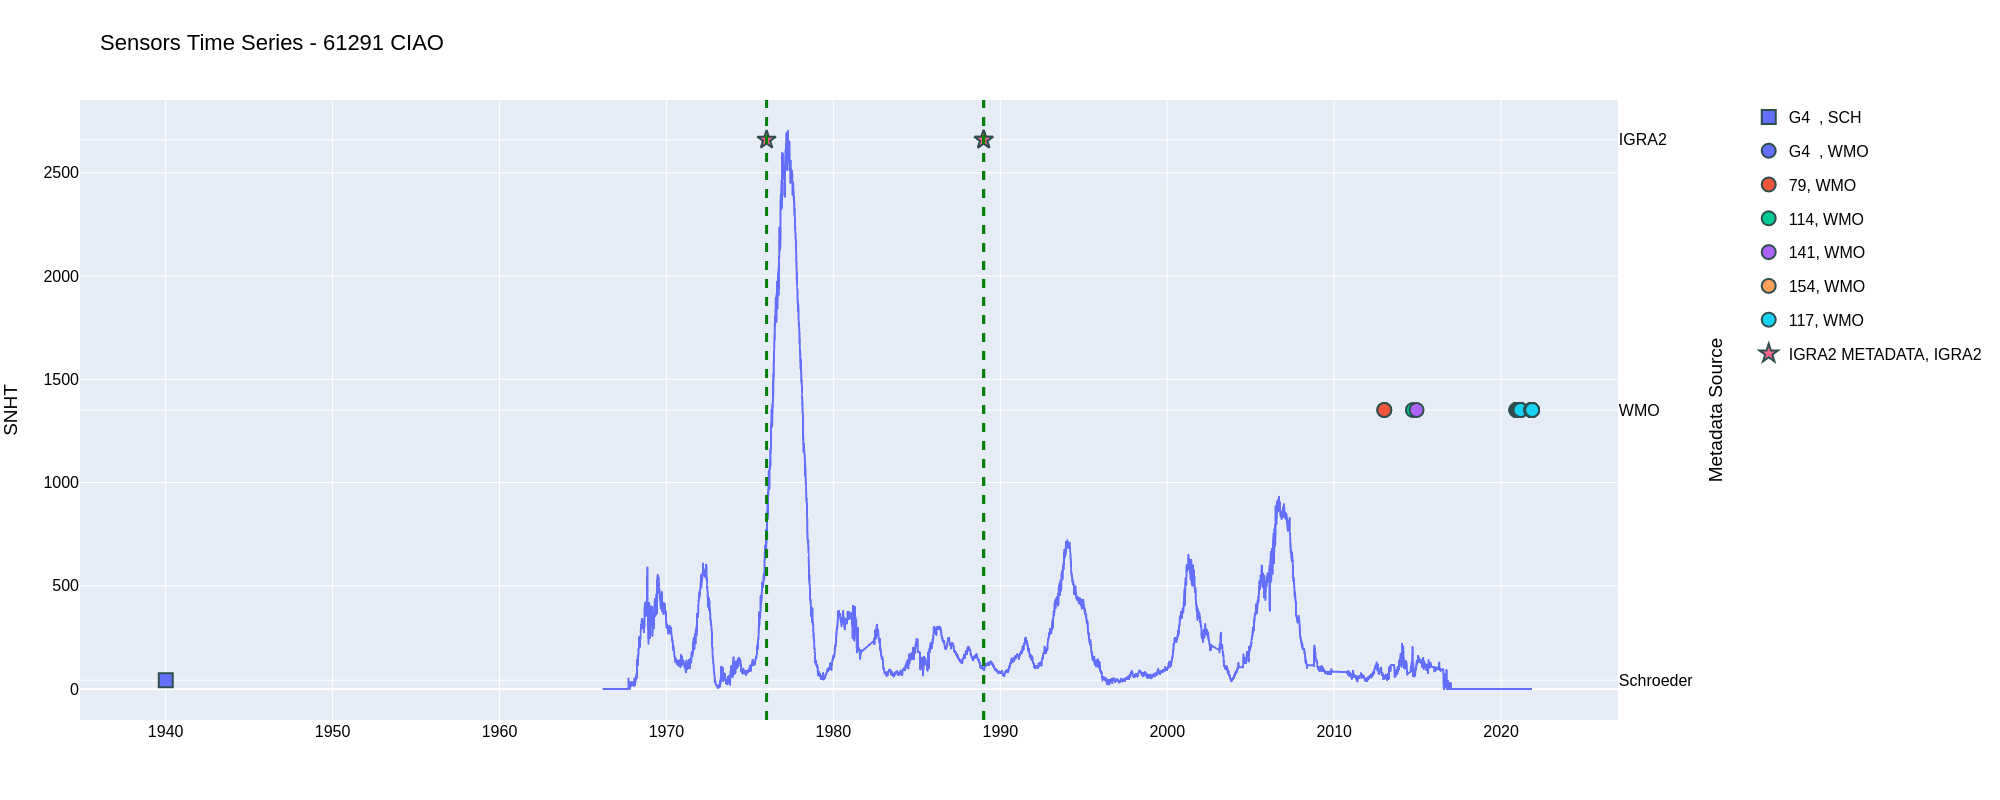 Sensors Time Series - 61291 CIAO
SNHT
2500
2000
1500
1000
500
0
1940
1950
1960
1970
1980
1990
2000
2010
2020
IGRA2
WMO
Schroeder
Metadata Source
G4  , SCH
G4  , WMO
79, WMO
114, WMO
141, WMO
154, WMO
117, WMO
IGRA2 METADATA, IGRA2